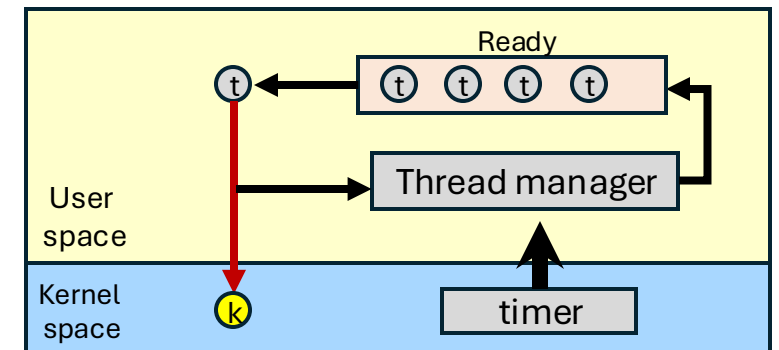 Ready
t
t
t
t
t
Thread manager
User
space
Kernel
space
k
timer